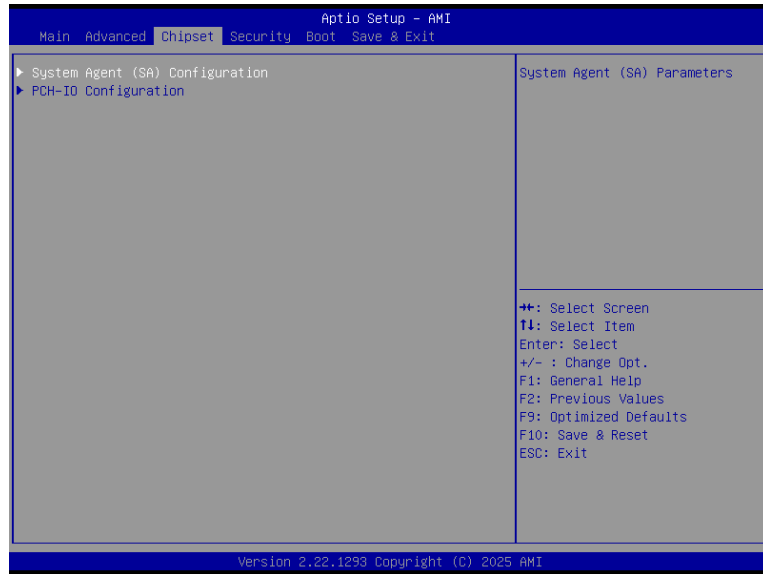 Aptio Setup – AMI
Main Advanced Chipset Security Boot Save & Exit
► System Agent (SA) Configuration
► PCH-IO Configuration
System Agent (SA) Parameters
→←: Select Screen
↑↓: Select Item
Enter: Select
+/- : Change Opt.
F1: General Help
F2: Previous Values
F9: Optimized Defaults
F10: Save & Reset
ESC: Exit
Version 2.22.1293 Copyright (C) 2025 AMI